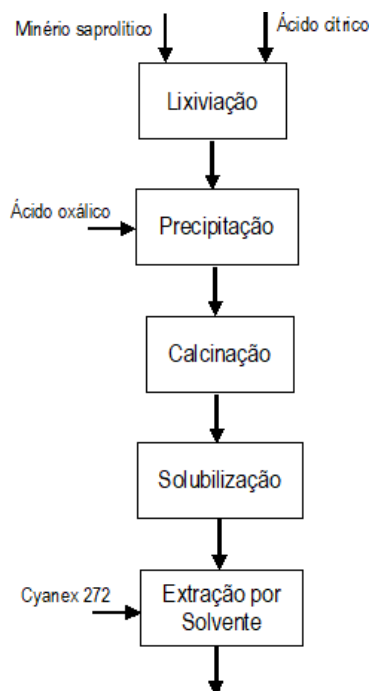 Minério saprolítico
Ácido cítrico
Lixiviação
Ácido oxálico
Precipitação
Calcinação
Solubilização
Cyanex 272
Extração por
Solvente